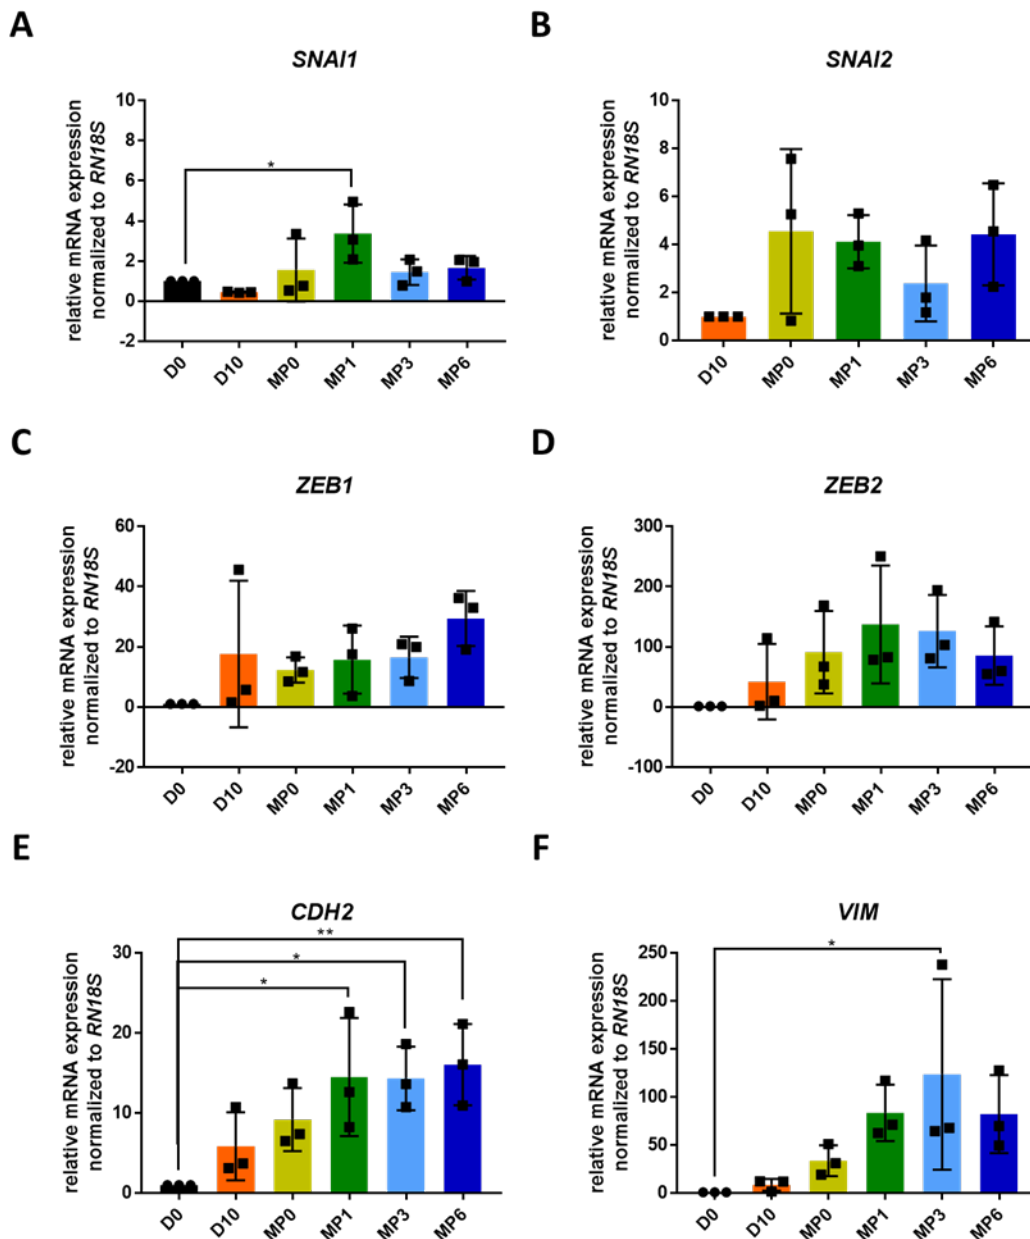 A
SNAI1
relative mRNA expression
normalized to RN18S
10
8
6
4
2
0
-2
*
D0
D10
MP0
MP1
MP3
MP6
B
SNAI2
relative mRNA expression
normalized to RN18S
10
8
6
4
2
0
D10
MP0
MP1
MP3
MP6
C
ZEB1
relative mRNA expression
normalized to RN18S
60
40
20
0
-20
D0
D10
MP0
MP1
MP3
MP6
D
ZEB2
relative mRNA expression
normalized to RN18S
300
200
100
0
-100
D0
D10
MP0
MP1
MP3
MP6
E
CDH2
relative mRNA expression
normalized to RN18S
30
20
10
0
**
*
*
D0
D10
MP0
MP1
MP3
MP6
F
VIM
relative mRNA expression
normalized to RN18S
250
200
150
100
50
0
*
D0
D10
MP0
MP1
MP3
MP6